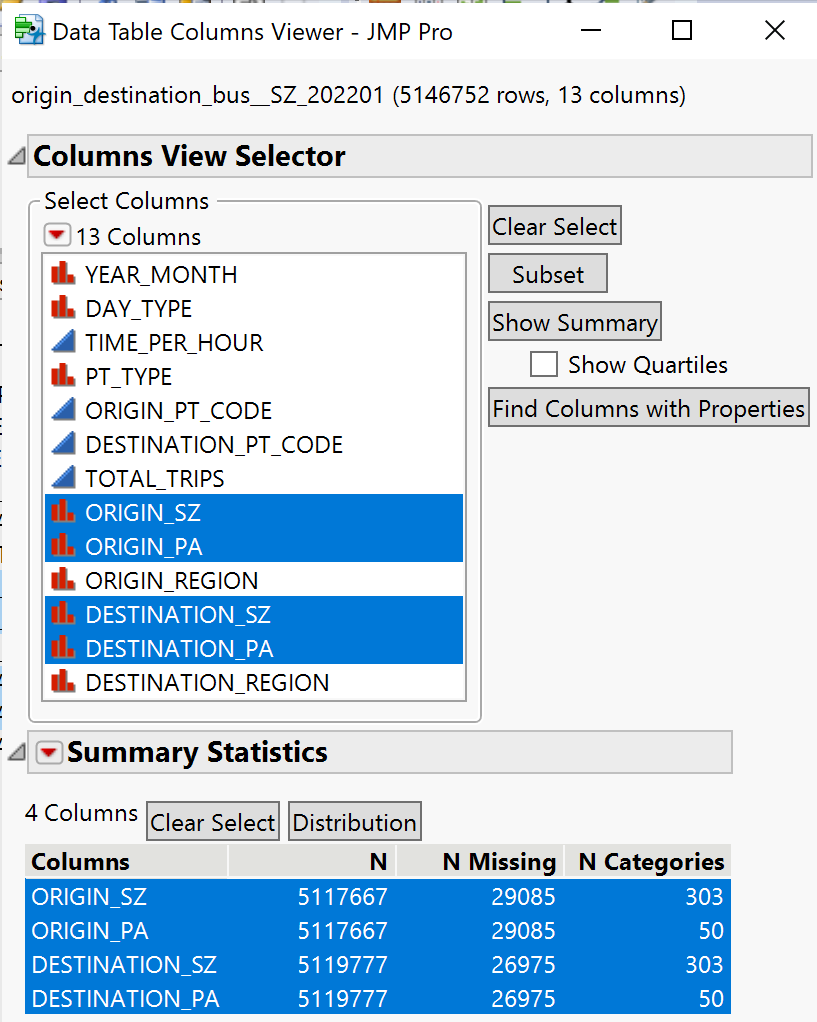 Data Table Columns Viewer - JMP Pro
origin_destination_bus__SZ_202201 (5146752 rows, 13 columns)
Columns View Selector
Select Columns
13 Columns
Clear Select
YEAR_MONTH
Subset
DAY_TYPE
Show Summary
TIME_PER_HOUR
Show Quartiles
PT_TYPE
Find Columns with Properties
ORIGIN_PT_CODE
DESTINATION_PT_CODE
TOTAL_TRIPS
ORIGIN_SZ
ORIGIN_PA
ORIGIN_REGION
DESTINATION_SZ
DESTINATION_PA
DESTINATION_REGION
Summary Statistics
4 Columns Clear Select Distribution
Columns N N Missing N Categories
ORIGIN_SZ 5117667 29085 303
ORIGIN_PA 5117667 29085 50
DESTINATION_SZ 5119777 26975 303
DESTINATION_PA 5119777 26975 50